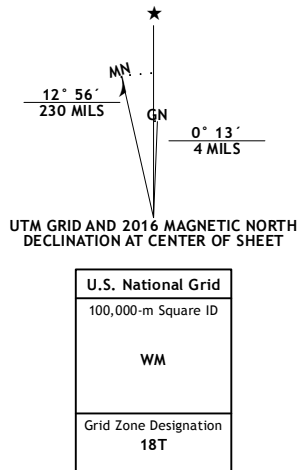 MN
GN
12° 56´
230 MILS
0° 13´
4 MILS
UTM GRID AND 2016 MAGNETIC NORTH
DECLINATION AT CENTER OF SHEET
U.S. National Grid
100,000-m Square ID
WM
Grid Zone Designation
18T